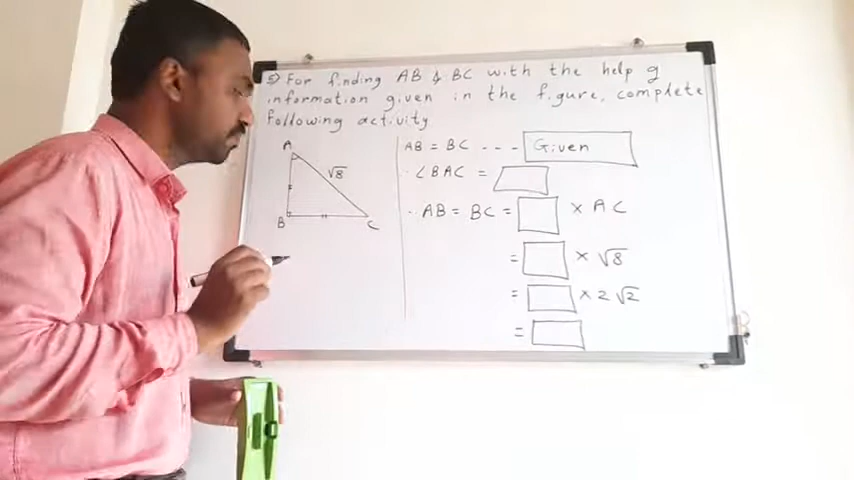 5) For finding AB & BC with the help of
information given in the figure, complete
following activity
A
√8
B
C
AB = BC --- Given
∠BAC =
∴ AB = BC = × AC
= × √8
= × 2√2
=